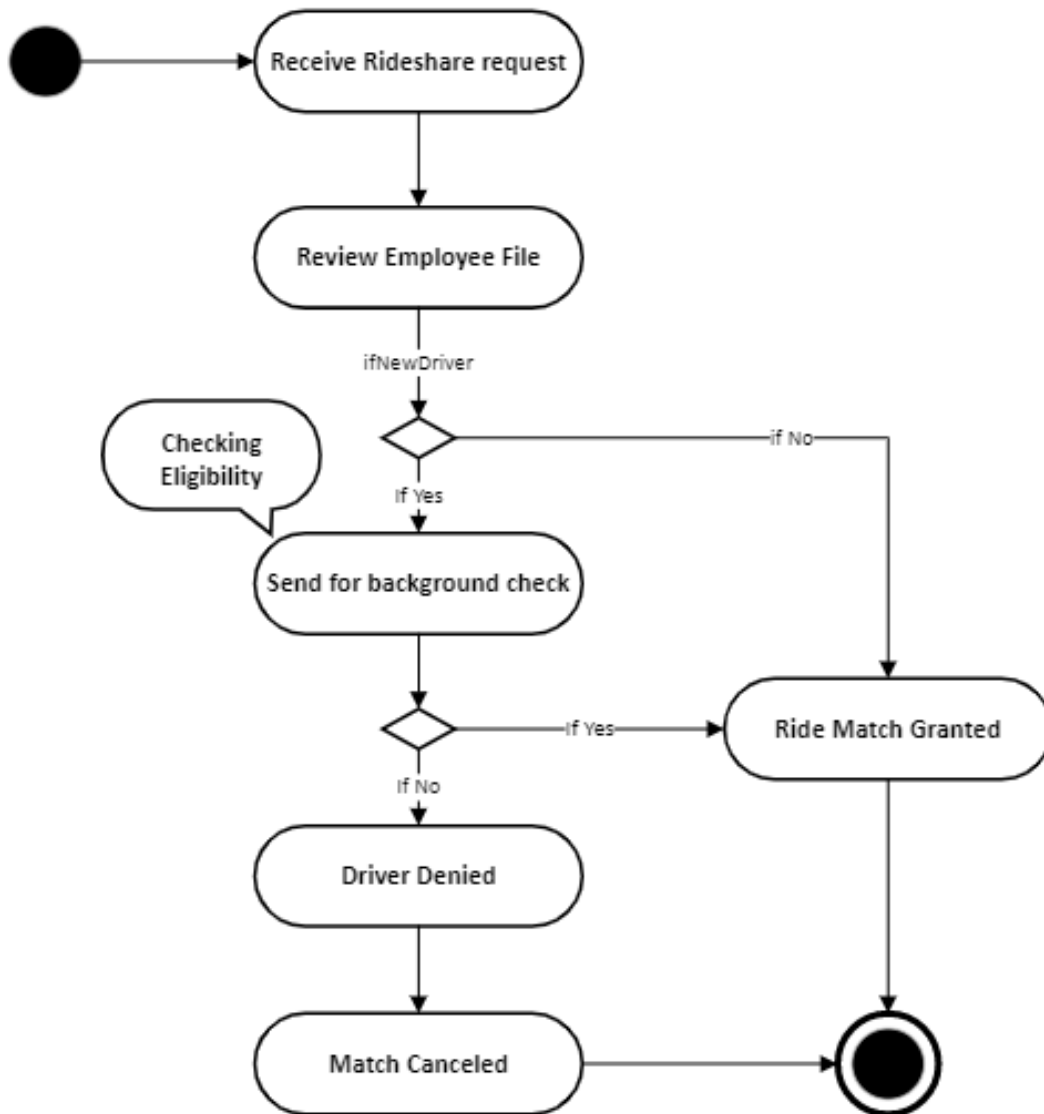 Receive Rideshare request
Review Employee File
ifNewDriver
if No
Checking
Eligibility
If Yes
Send for background check
If Yes
Ride Match Granted
If No
Driver Denied
Match Canceled